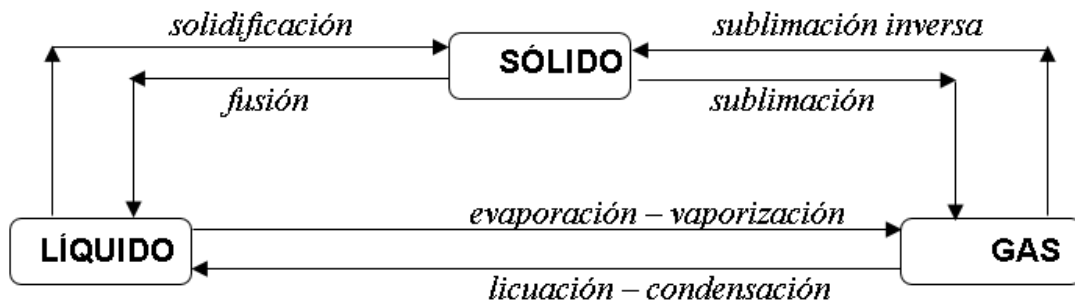 solidificación
sublimación inversa
SÓLIDO
fusión
sublimación
evaporación – vaporización
LÍQUIDO
GAS
licuación – condensación